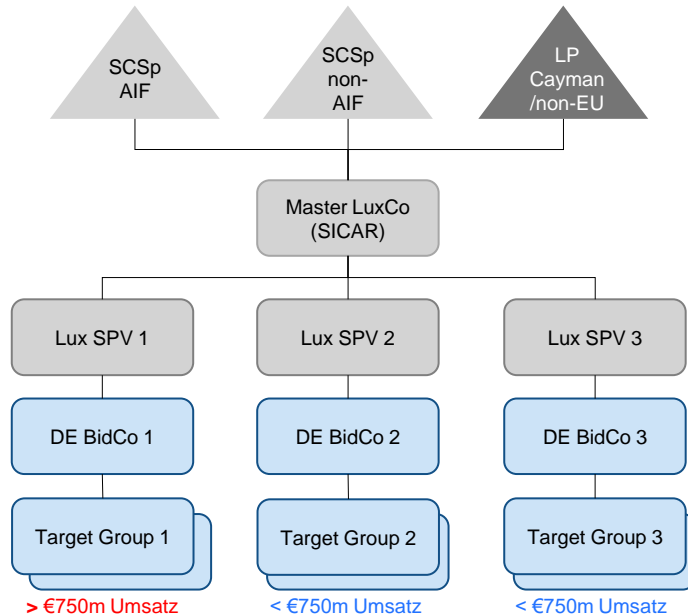 SCSp
AIF
SCSp
non-
AIF
LP
Cayman
/non-EU
Master LuxCo
(SICAR)
Lux SPV 1
Lux SPV 2
Lux SPV 3
DE BidCo 1
DE BidCo 2
DE BidCo 3
Target Group 1
Target Group 2
Target Group 3
> €750m Umsatz
< €750m Umsatz
< €750m Umsatz